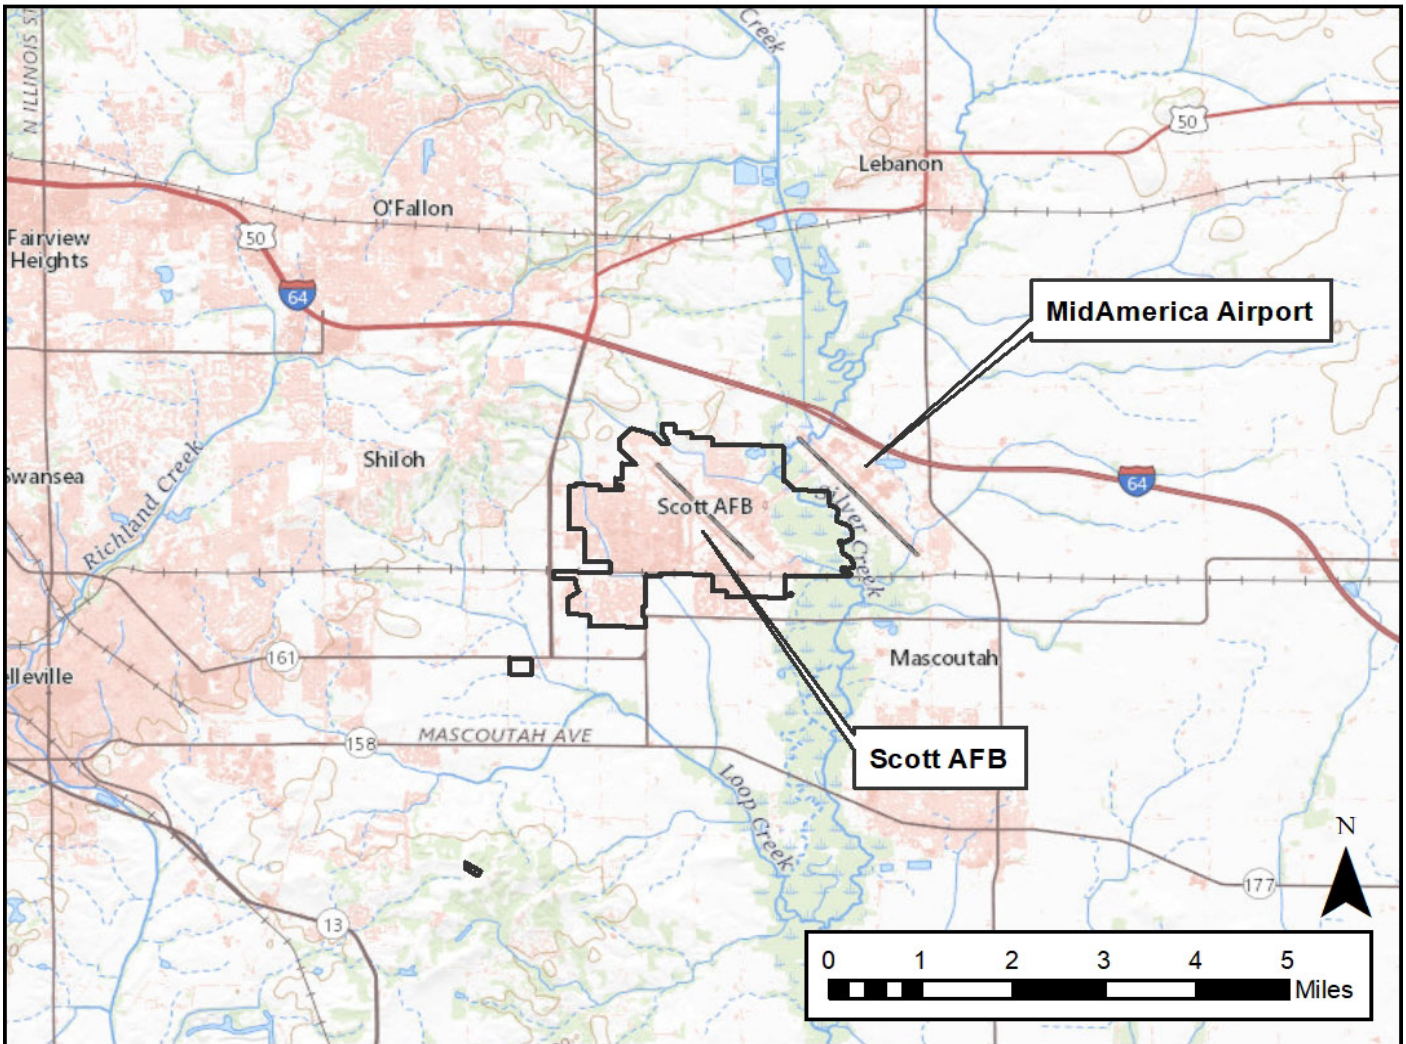 Creek
N ILLINOIS ST
50
Lebanon
O'Fallon
50
Fairview
Heights
64
MidAmerica Airport
Shiloh
Swansea
Richland Creek
64
Scott AFB
Silver Creek
161
Mascoutah
elleville
158
MASCOUTAH AVE
Scott AFB
Loop Creek
N
177
13
0 1 2 3 4 5
Miles